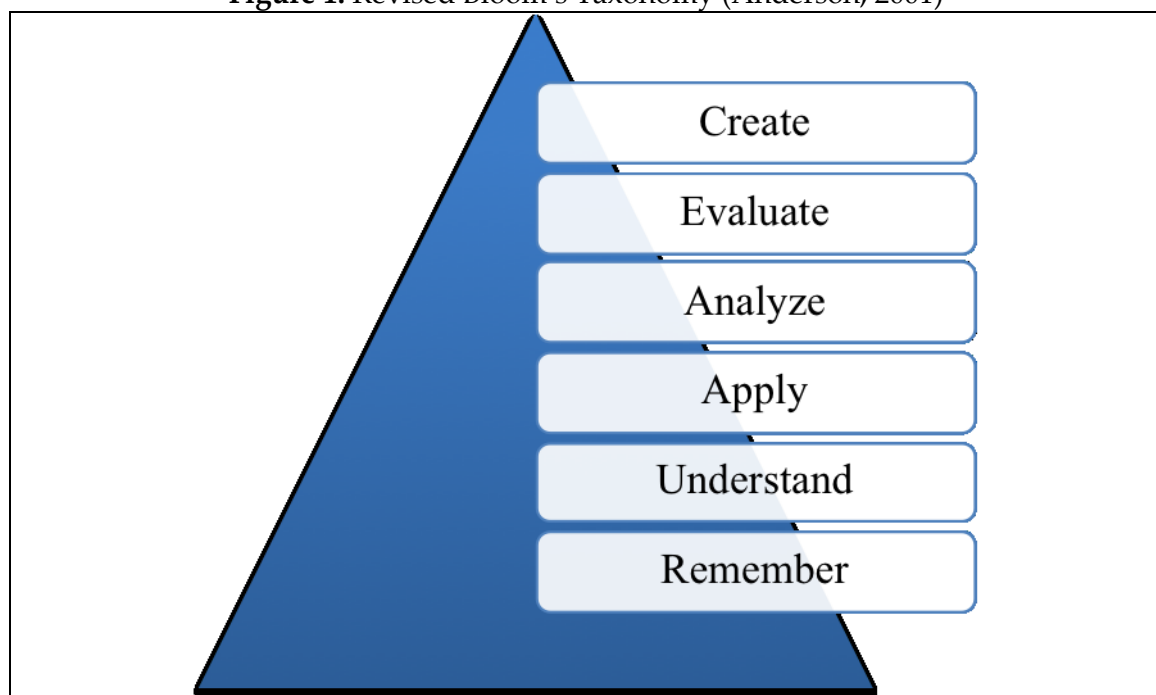 Figure 1. Revised Bloom's Taxonomy (Anderson, 2001)
Create
Evaluate
Analyze
Apply
Understand
Remember